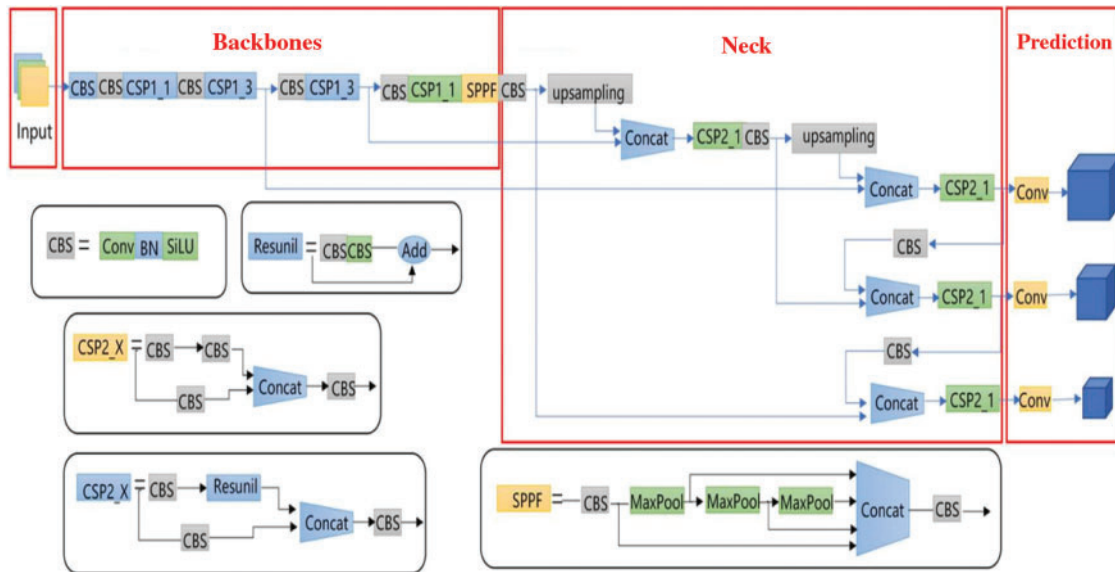 Backbones
Neck
Prediction
Input
CBS CBS CSP1_1 CBS CSP1_3 CBS CSP1_3 CBS CSP1_1 SPPF CBS upsampling
Concat CSP2_1 CBS upsampling
Concat CSP2_1 Conv
CBS
Concat CSP2_1 Conv
CBS
Concat CSP2_1 Conv
CBS = Conv BN SiLU
Resunil = CBS CBS Add
CSP2_X = CBS CBS
CBS Concat CBS
CSP2_X = CBS Resunil
CBS Concat CBS
SPPF = CBS MaxPool MaxPool MaxPool Concat CBS